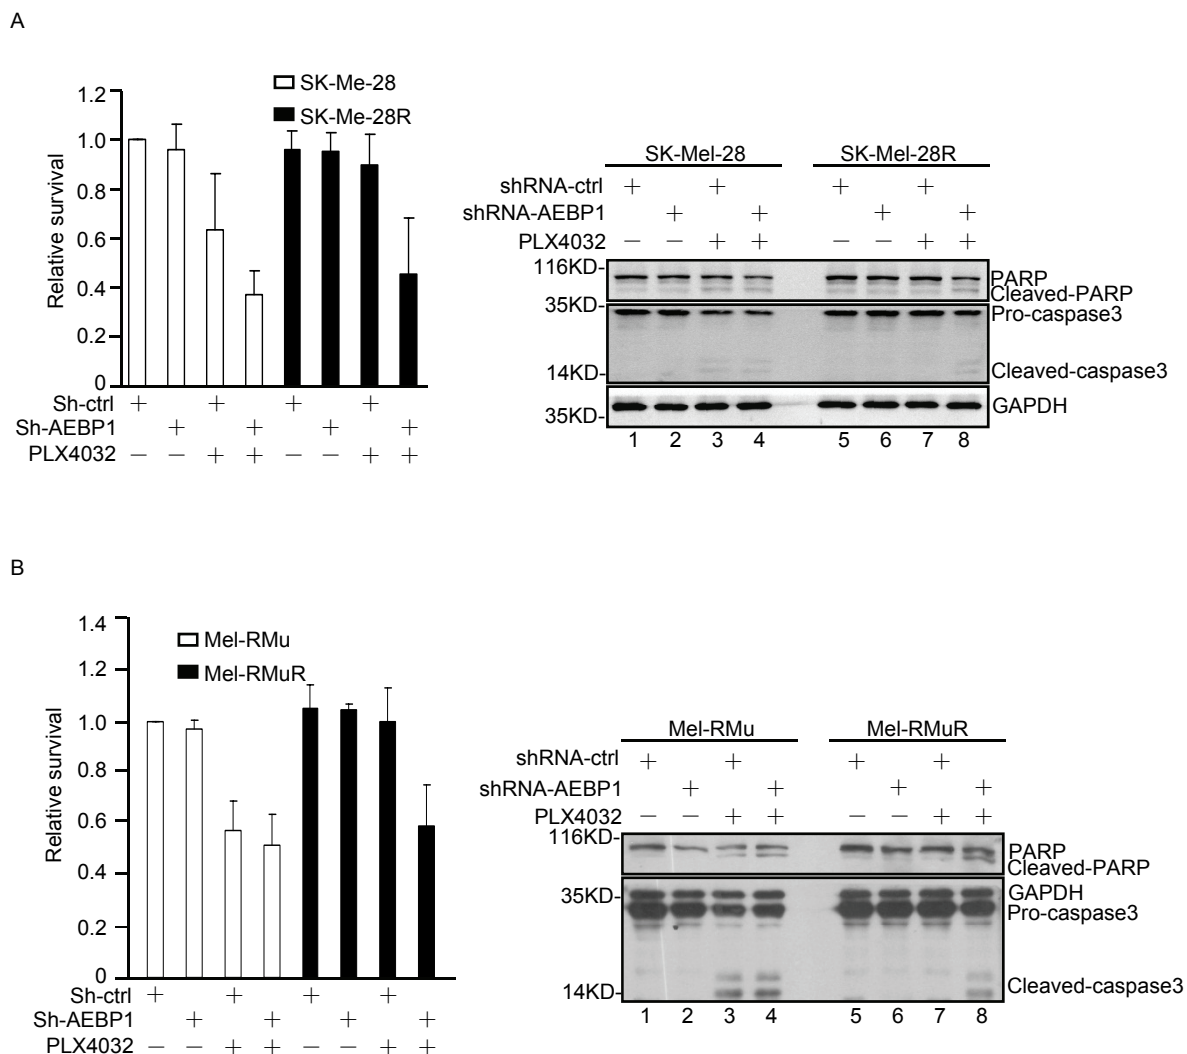 A
SK-Me-28
SK-Me-28R
1.2
1.0
0.8
0.6
0.4
0.2
0
Relative survival
Sh-ctrl + + + +
Sh-AEBP1 + + + +
PLX4032 — — + + — — + +
SK-Mel-28 SK-Mel-28R
shRNA-ctrl + + + +
shRNA-AEBP1 + + + +
PLX4032 — — + + — — + +
116KD-
PARP
Cleaved-PARP
35KD-
Pro-caspase3
14KD-
Cleaved-caspase3
35KD-
GAPDH
1 2 3 4 5 6 7 8
B
Mel-RMu
Mel-RMuR
1.4
1.2
1.0
0.8
0.6
0.4
0.2
0
Relative survival
Sh-ctrl + + + +
Sh-AEBP1 + + + +
PLX4032 — — + + — — + +
Mel-RMu Mel-RMuR
shRNA-ctrl + + + +
shRNA-AEBP1 + + + +
PLX4032 — — + + — — + +
116KD-
PARP
Cleaved-PARP
35KD-
GAPDH
Pro-caspase3
14KD-
Cleaved-caspase3
1 2 3 4 5 6 7 8